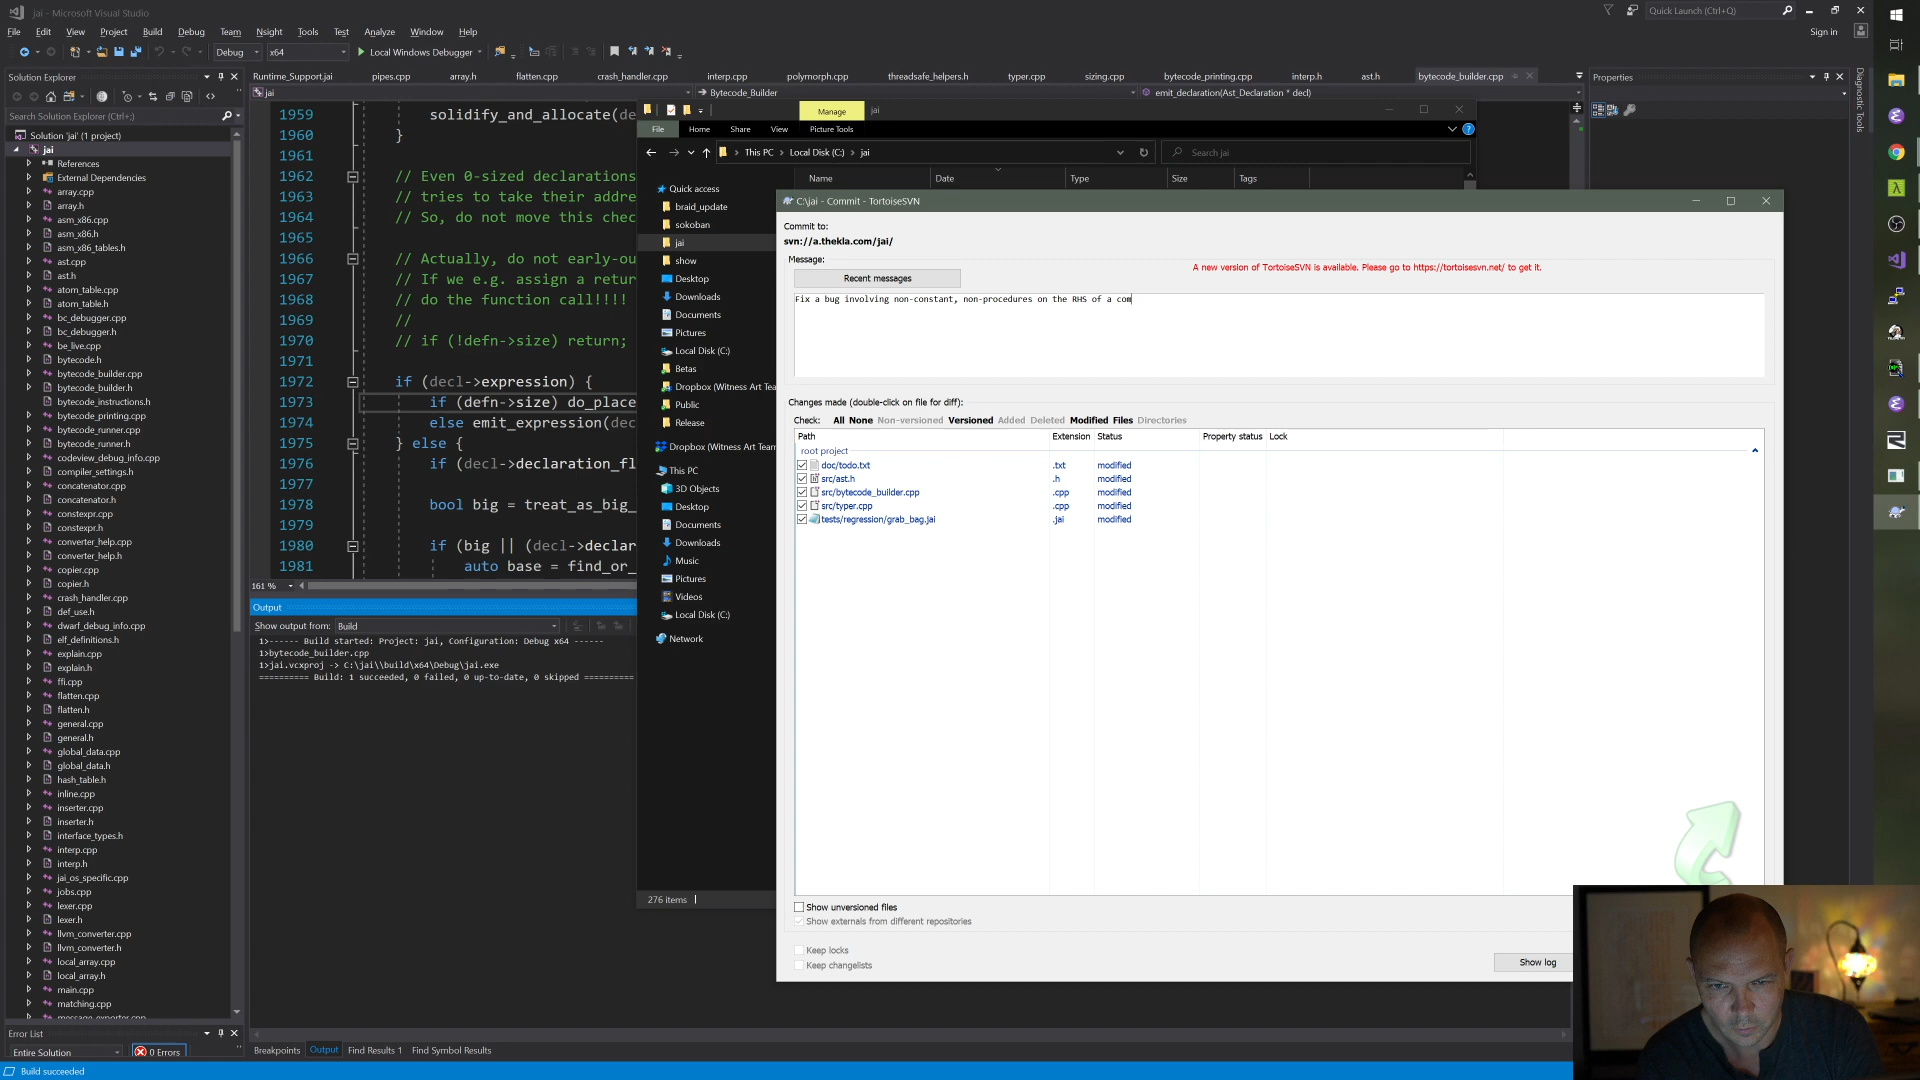 jai - Microsoft Visual Studio
Quick Launch (Ctrl+Q)
File Edit View Project Build Debug Team Nsight Tools Test Analyze Window Help
Sign in
Debug x64 Local Windows Debugger
Solution Explorer
Search Solution Explorer (Ctrl+;)
Solution 'jai' (1 project)
jai
References
External Dependencies
array.cpp
array.h
asm_x86.cpp
asm_x86.h
asm_x86_tables.h
ast.cpp
ast.h
atom_table.cpp
atom_table.h
bc_debugger.cpp
bc_debugger.h
be_live.cpp
bytecode.h
bytecode_builder.cpp
bytecode_builder.h
bytecode_instructions.h
bytecode_printing.cpp
bytecode_runner.cpp
bytecode_runner.h
codeview_debug_info.cpp
compiler_settings.h
concatenator.cpp
concatenator.h
constexpr.cpp
constexpr.h
converter_help.cpp
converter_help.h
copier.cpp
copier.h
crash_handler.cpp
def_use.h
dwarf_debug_info.cpp
elf_definitions.h
explain.cpp
explain.h
ffi.cpp
flatten.cpp
flatten.h
general.cpp
general.h
global_data.cpp
global_data.h
hash_table.h
inline.cpp
inserter.cpp
inserter.h
interface_types.h
interp.cpp
interp.h
jai_os_specific.cpp
jobs.cpp
lexer.cpp
lexer.h
llvm_converter.cpp
llvm_converter.h
local_array.cpp
local_array.h
main.cpp
matching.cpp
message_exporter.cpp
Error List
Entire Solution 0 Errors
Build succeeded
Runtime_Support.jai pipes.cpp array.h flatten.cpp crash_handler.cpp interp.cpp polymorph.cpp threadsafe_helpers.h typer.cpp sizing.cpp bytecode_printing.cpp interp.h ast.h bytecode_builder.cpp
jai Bytecode_Builder emit_declaration(Ast_Declaration * decl)
1959 solidify_and_allocate(de
1960 }
1961
1962 // Even 0-sized declarations
1963 // tries to take their addre
1964 // So, do not move this chec
1965
1966 // Actually, do not early-ou
1967 // If we e.g. assign a retur
1968 // do the function call!!!!
1969 //
1970 // if (!defn->size) return;
1971
1972 if (decl->expression) {
1973 if (defn->size) do_place
1974 else emit_expression(dec
1975 } else {
1976 if (decl->declaration_fl
1977
1978 bool big = treat_as_big_
1979
1980 if (big || (decl->declar
1981 auto base = find_or_
161 %
Output
Show output from: Build
1>------ Build started: Project: jai, Configuration: Debug x64 ------
1>bytecode_builder.cpp
1>jai.vcxproj -> C:\jai\\build\x64\Debug\jai.exe
========== Build: 1 succeeded, 0 failed, 0 up-to-date, 0 skipped ==========
Breakpoints Output Find Results 1 Find Symbol Results
Properties
Diagnostic Tools
Manage jai
File Home Share View Picture Tools
This PC Local Disk (C:) jai
Search jai
Name Date Type Size Tags
Quick access
braid_update
sokoban
jai
show
Desktop
Downloads
Documents
Pictures
Local Disk (C:)
Betas
Dropbox (Witness Art Tea
Public
Release
Dropbox (Witness Art Team
This PC
3D Objects
Desktop
Documents
Downloads
Music
Pictures
Videos
Local Disk (C:)
Network
276 items
C:\jai - Commit - TortoiseSVN
Commit to:
svn://a.thekla.com/jai/
Message:
Recent messages
A new version of TortoiseSVN is available. Please go to https://tortoisesvn.net/ to get it.
Fix a bug involving non-constant, non-procedures on the RHS of a com
Changes made (double-click on file for diff):
Check: All None Non-versioned Versioned Added Deleted Modified Files Directories
Path Extension Status Property status Lock
root project
doc/todo.txt .txt modified
src/ast.h .h modified
src/bytecode_builder.cpp .cpp modified
src/typer.cpp .cpp modified
tests/regression/grab_bag.jai .jai modified
Show unversioned files
Show externals from different repositories
Keep locks
Keep changelists
Show log